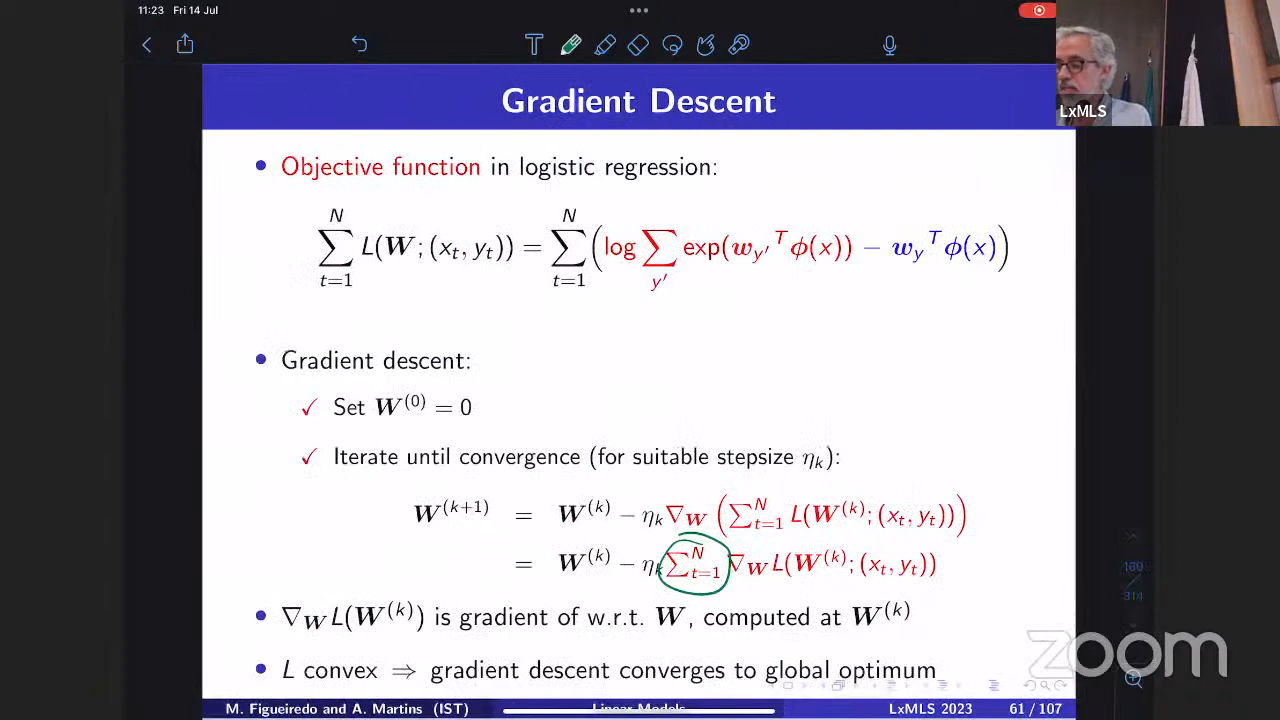 11:23 Fri 14 Jul
T
Gradient Descent
LxMLS
• Objective function in logistic regression:
∑_{t=1}^{N} L(W; (x_t, y_t)) = ∑_{t=1}^{N} (log ∑_{y'} exp(w_{y'}^T ϕ(x)) − w_y^T ϕ(x))
• Gradient descent:
✓ Set W^{(0)} = 0
✓ Iterate until convergence (for suitable stepsize η_k):
W^{(k+1)} = W^{(k)} − η_k ∇_W (∑_{t=1}^{N} L(W^{(k)}; (x_t, y_t)))
= W^{(k)} − η_k ∑_{t=1}^{N} ∇_W L(W^{(k)}; (x_t, y_t))
• ∇_W L(W^{(k)}) is gradient of w.r.t. W, computed at W^{(k)}
• L convex ⇒ gradient descent converges to global optimum
160
314
zoom
M. Figueiredo and A. Martins (IST) Linear Models LxMLS 2023 61 / 107